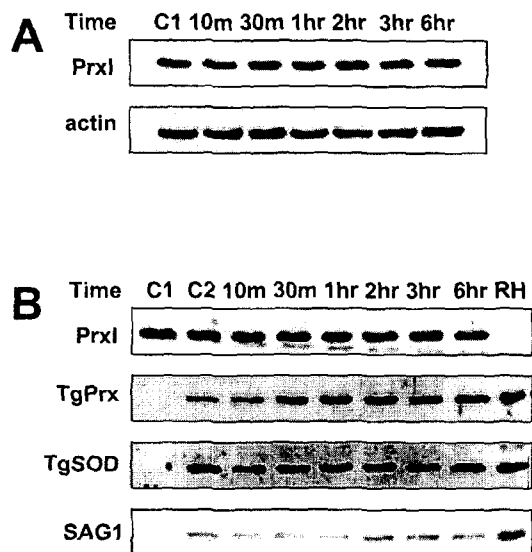 A
Time C1 10m 30m 1hr 2hr 3hr 6hr
PrxI
actin
B
Time C1 C2 10m 30m 1hr 2hr 3hr 6hr RH
PrxI
TgPrx
TgSOD
SAG1